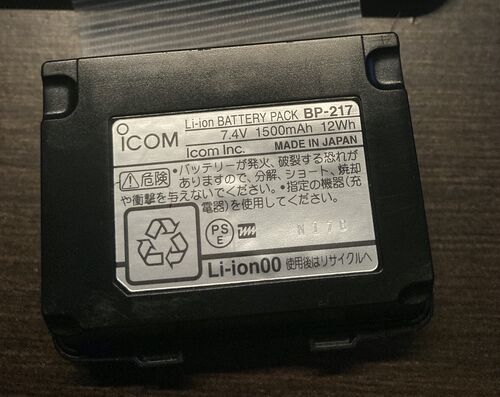 Li-ion BATTERY PACK BP-217
ICOM
7.4V 1500mAh 12Wh
Icom Inc.
MADE IN JAPAN
⚠危険
•バッテリーが発火、破裂する恐れが
ありますので、分解、ショート、焼却
や衝撃を与えないでください。•指定の機器(充
電器)を使用してください。
PS
E
Li-ion00 使用後はリサイクルへ